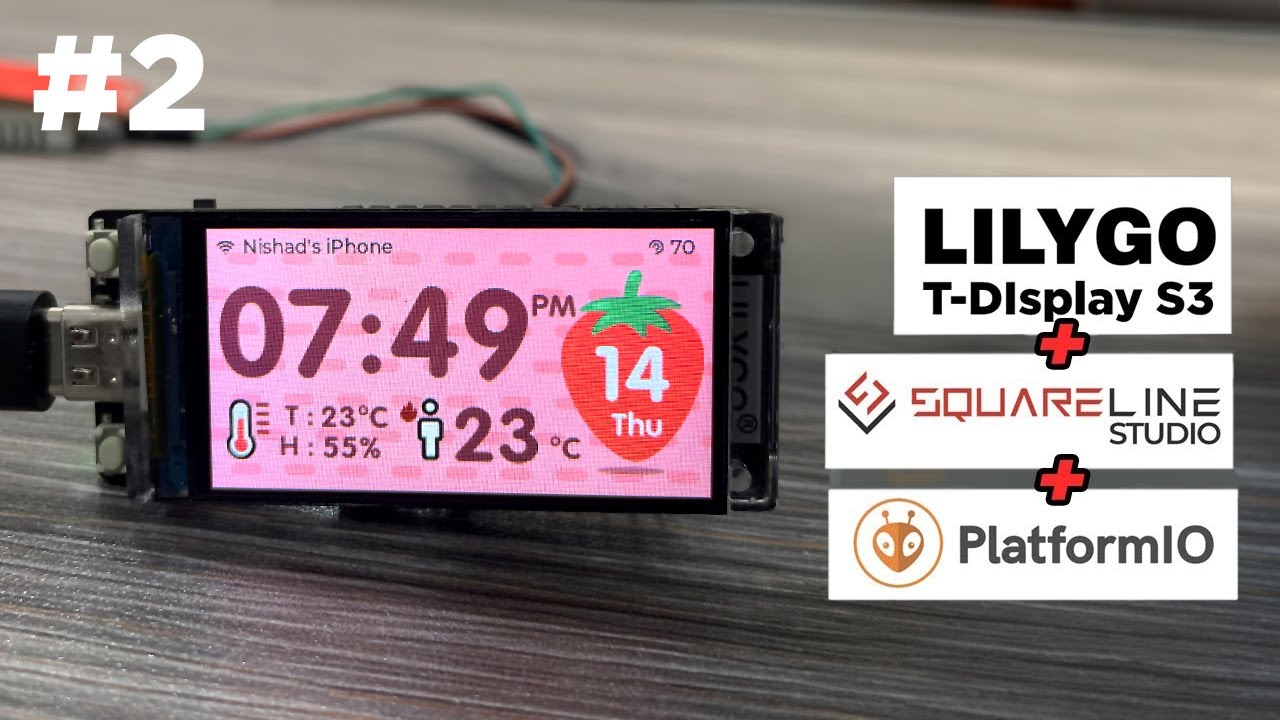 #2
Nishad's iPhone
70
07:49 PM
14
Thu
T : 23°C
H : 55%
23 °C
LILYGO
®
LILYGO
T-DIsplay S3
+
SQUARELINE
STUDIO
+
PlatformIO